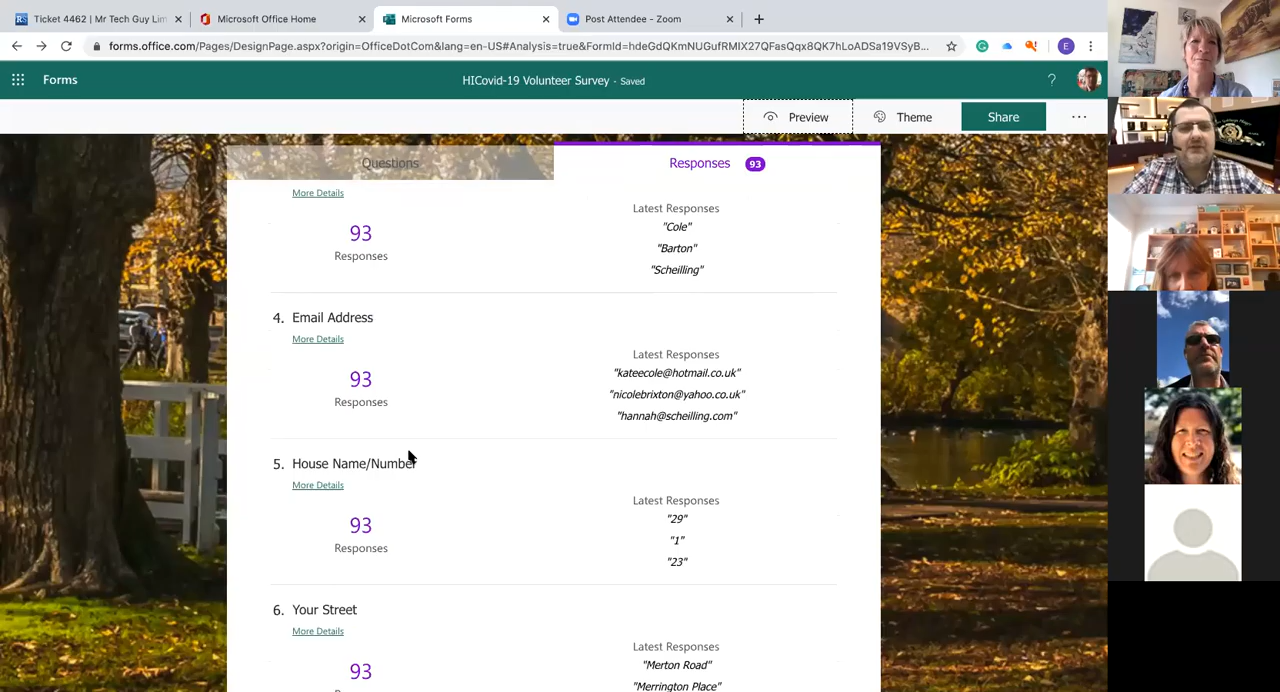 Ticket 4462 | Mr Tech Guy Lim
Microsoft Office Home
Microsoft Forms
Post Attendee - Zoom
forms.office.com/Pages/DesignPage.aspx?origin=OfficeDotCom&lang=en-US#Analysis=true&FormId=hdeGdQKmNUGufRMIX27QFasQqx8QK7hLoADSa19VSyB...
E
Forms
HICovid-19 Volunteer Survey - Saved
?
Preview
Theme
Share
...
Questions
Responses 93
More Details
93
Responses
Latest Responses
"Cole"
"Barton"
"Scheilling"
4. Email Address
More Details
93
Responses
Latest Responses
"kateecole@hotmail.co.uk"
"nicolebrixton@yahoo.co.uk"
"hannah@scheilling.com"
5. House Name/Number
More Details
93
Responses
Latest Responses
"29"
"1"
"23"
6. Your Street
More Details
93
Latest Responses
"Merton Road"
"Merrington Place"